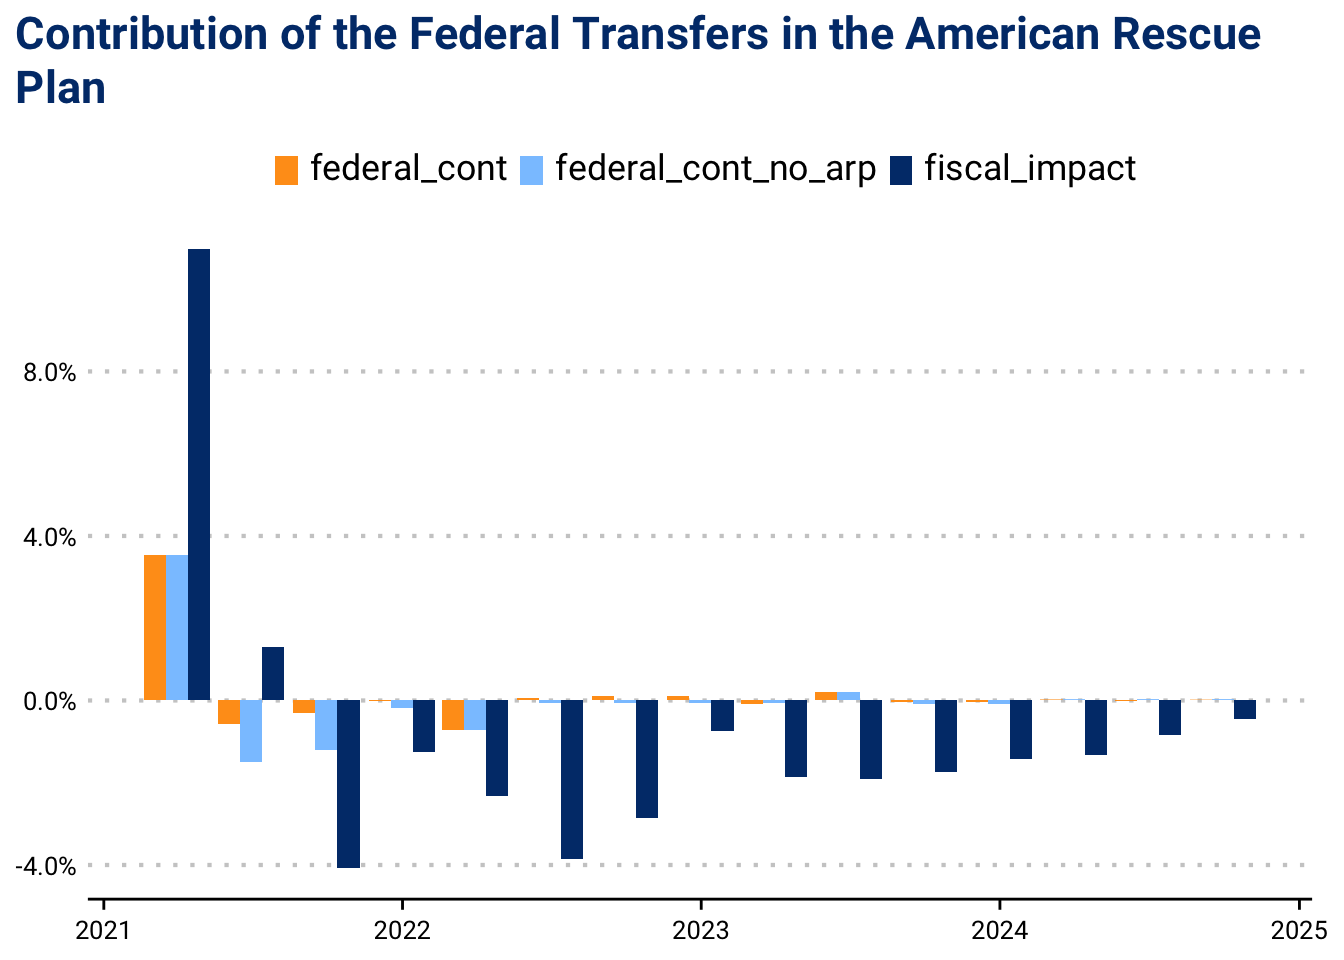 Contribution of the Federal Transfers in the American Rescue
Plan
federal_cont federal_cont_no_arp fiscal_impact
8.0%
4.0%
0.0%
-4.0%
2021 2022 2023 2024 2025